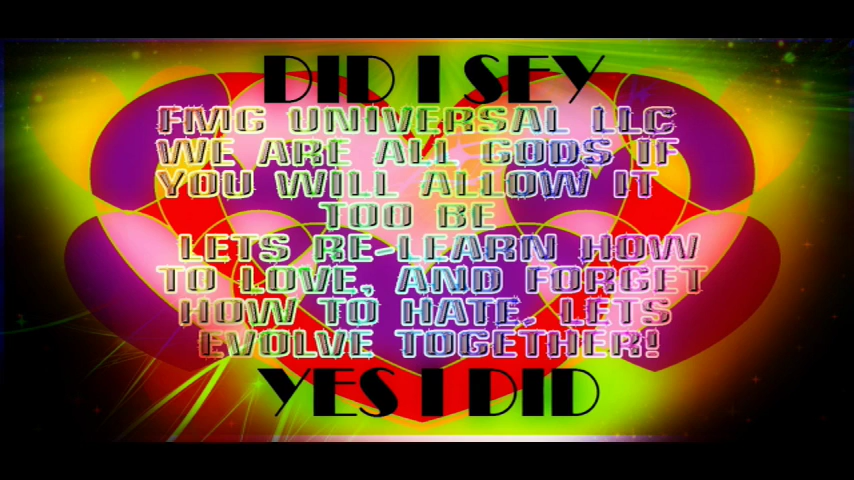 DID I SEY
FMG UNIVERSAL LLC
WE ARE ALL GODS IF
YOU WILL ALLOW IT
TOO BE
LETS RE-LEARN HOW
TO LOVE, AND FORGET
HOW TO HATE, LETS
EVOLVE TOGETHER!
YES I DID